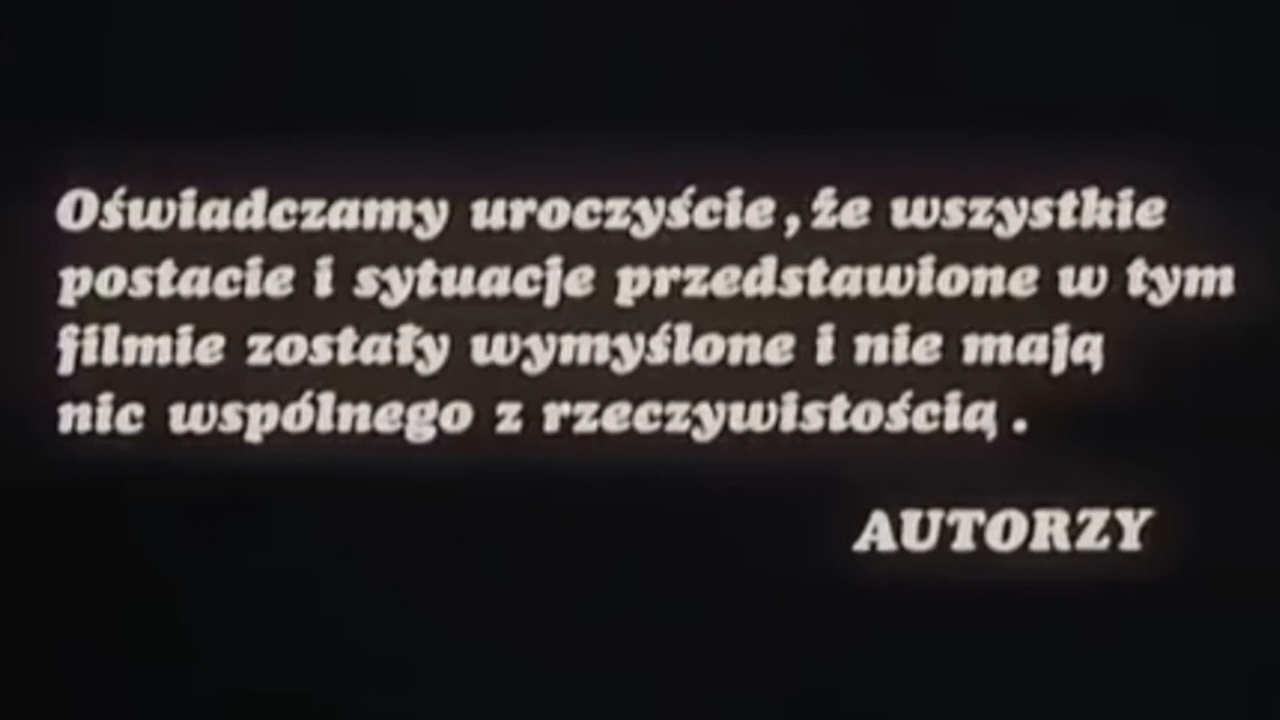 Oświadczamy uroczyście, że wszystkie
postacie i sytuacje przedstawione w tym
filmie zostały wymyślone i nie mają
nic wspólnego z rzeczywistością.
AUTORZY